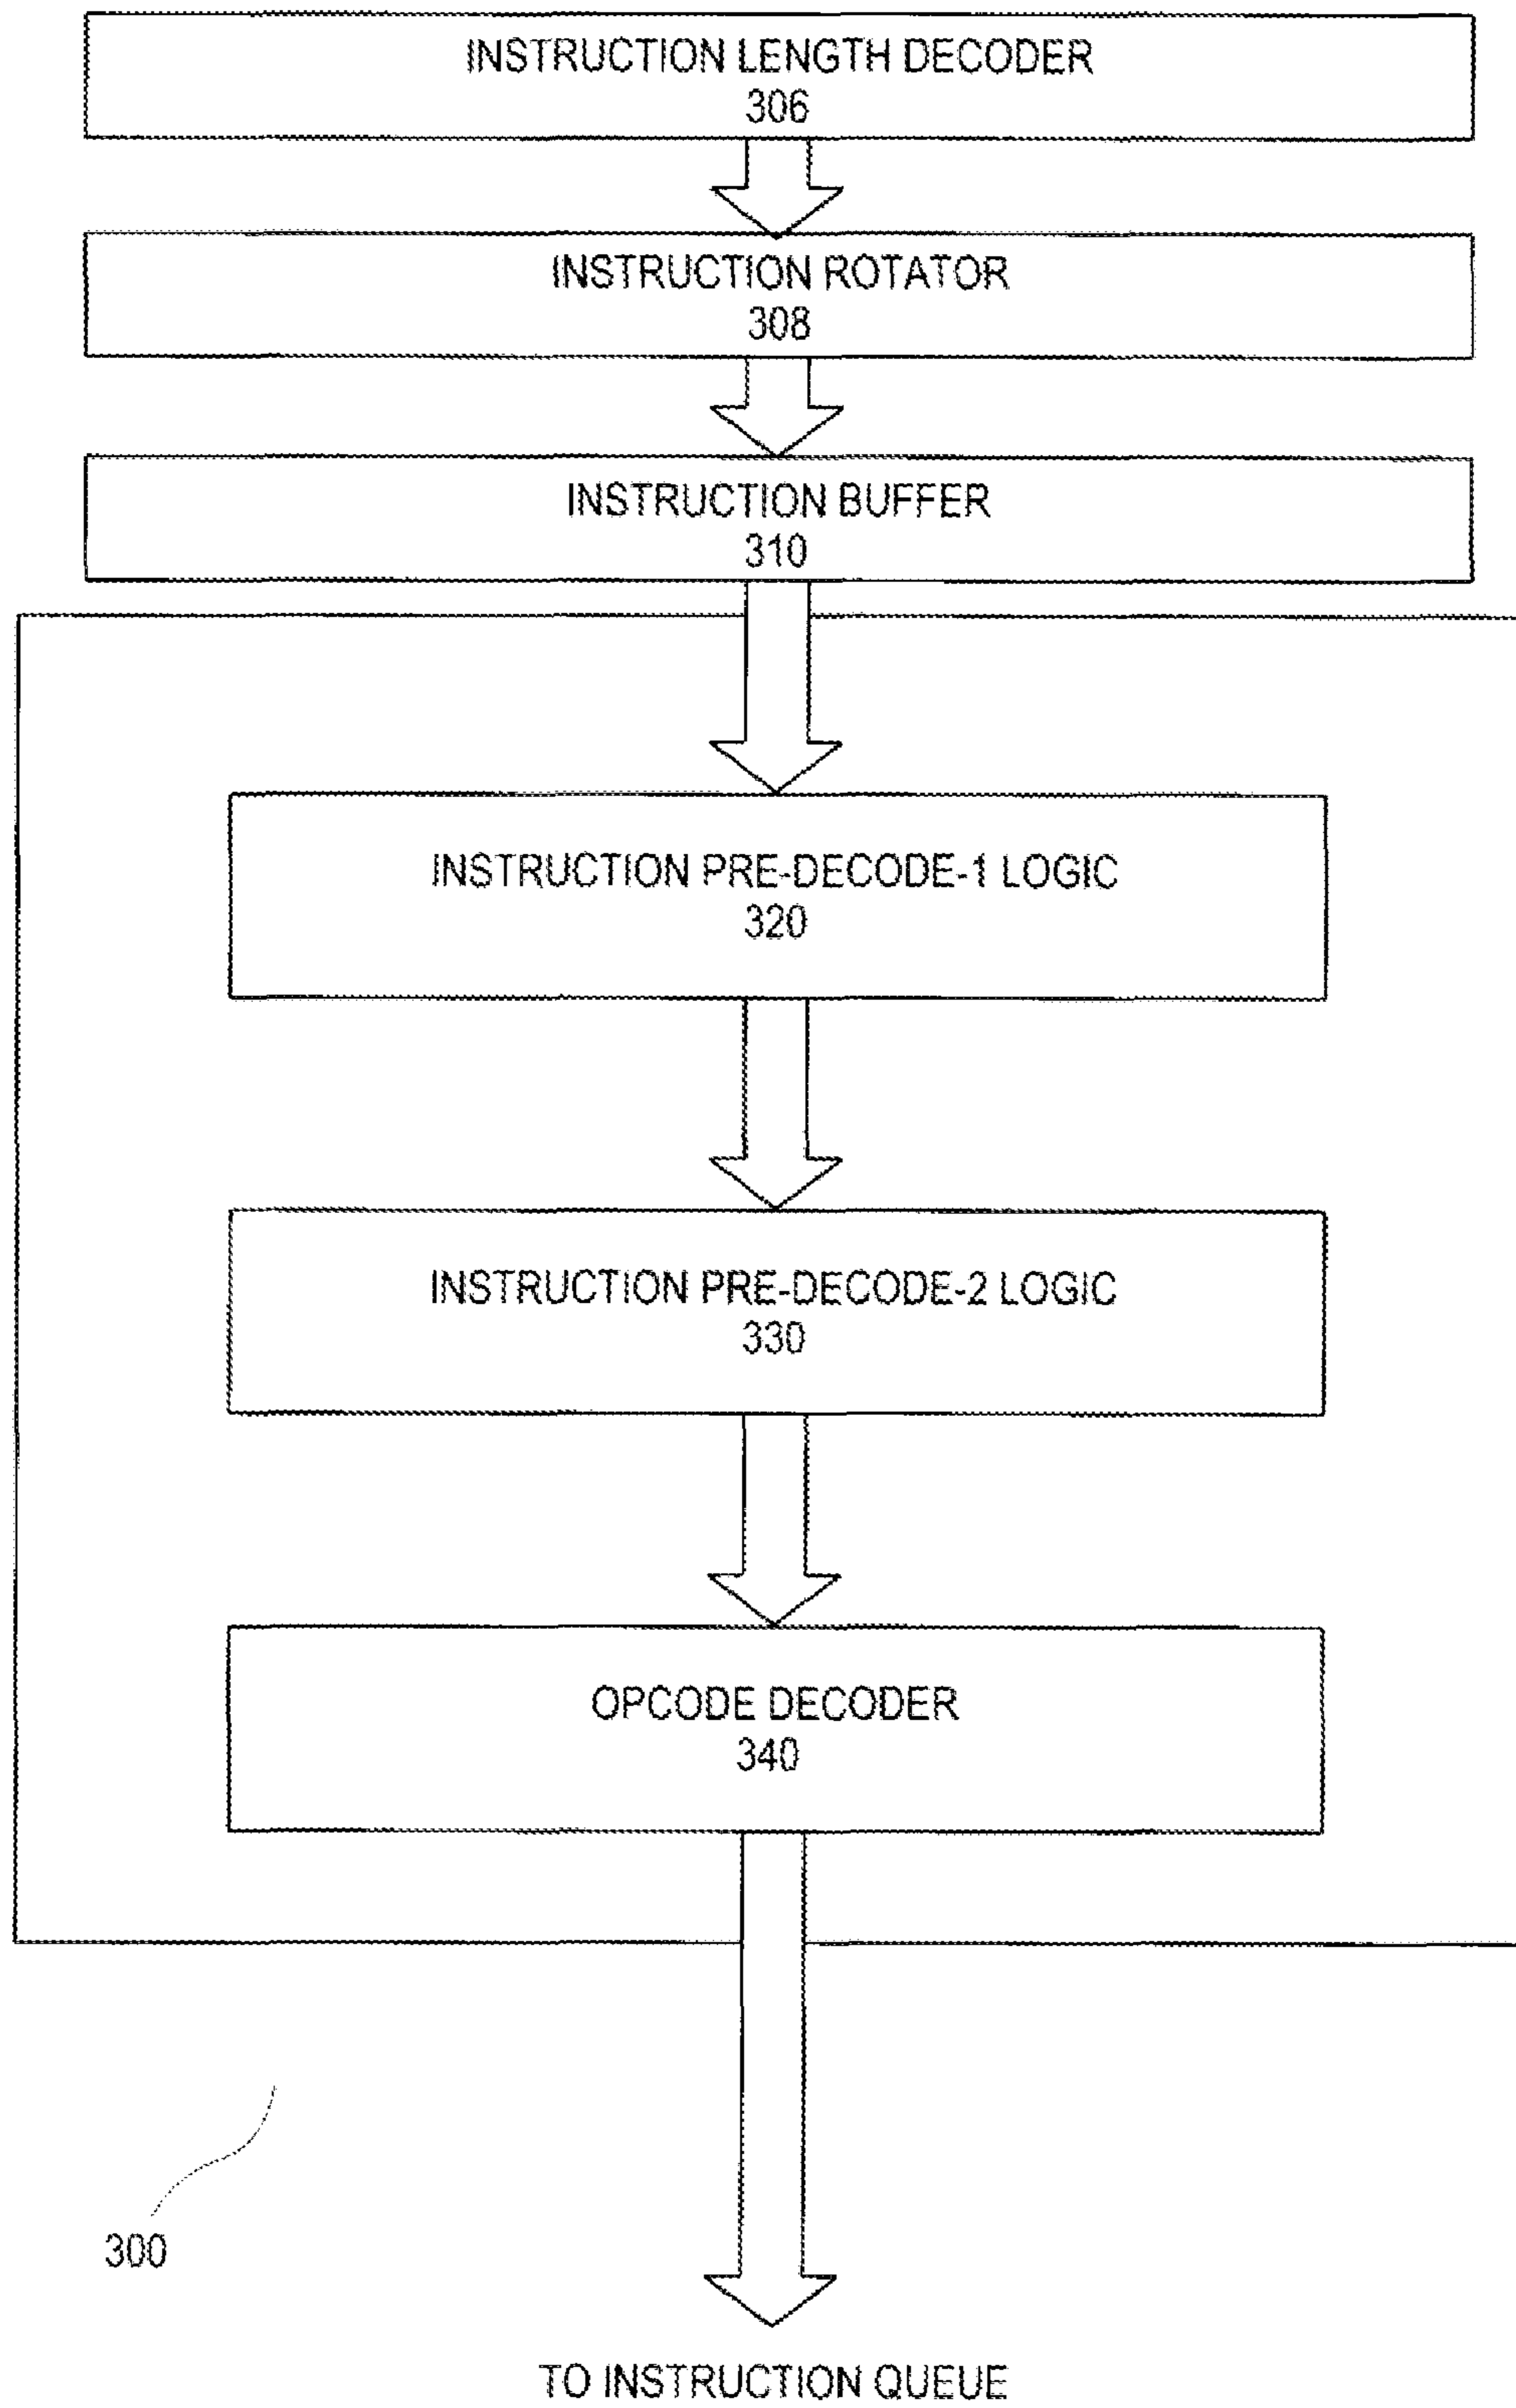 INSTRUCTION LENGTH DECODER
306
INSTRUCTION ROTATOR
308
INSTRUCTION BUFFER
310
INSTRUCTION PRE-DECODE-1 LOGIC
320
INSTRUCTION PRE-DECODE-2 LOGIC
330
OPCODE DECODER
340
300
TO INSTRUCTION QUEUE